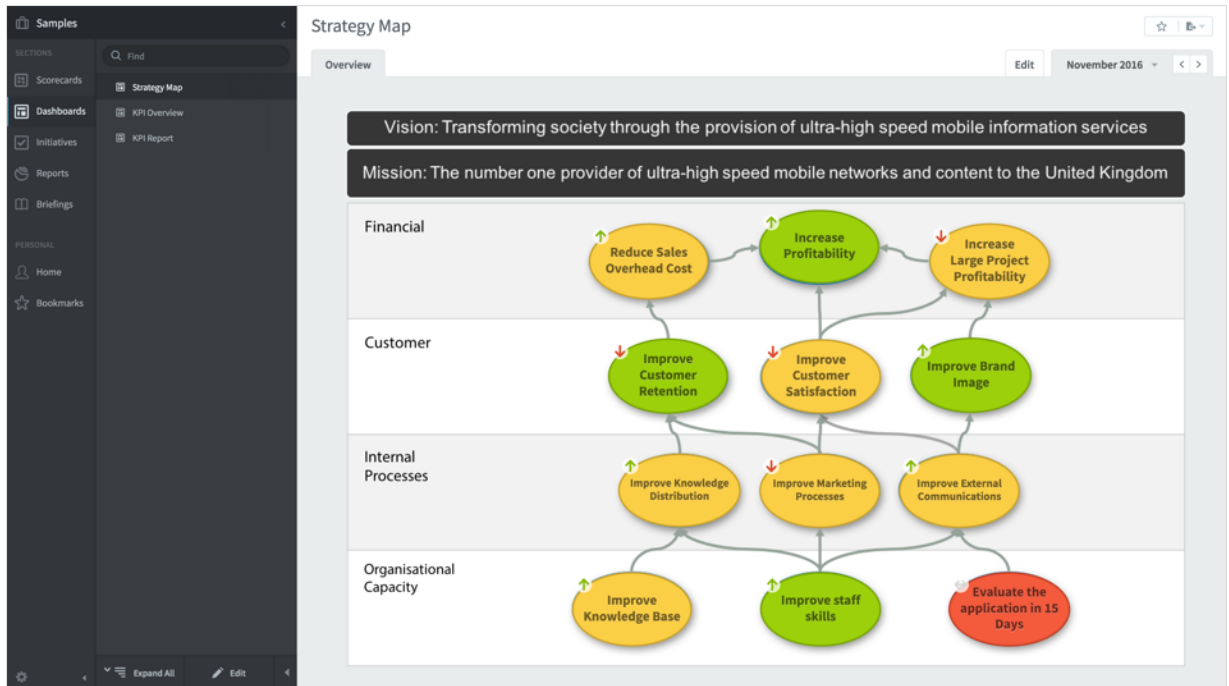 Samples
SECTIONS
Scorecards
Dashboards
Initiatives
Reports
Briefings
PERSONAL
Home
Bookmarks
Find
Strategy Map
KPI Overview
KPI Report
Expand All
Edit
Strategy Map
Overview
Edit
November 2016
Vision: Transforming society through the provision of ultra-high speed mobile information services
Mission: The number one provider of ultra-high speed mobile networks and content to the United Kingdom
Financial
Reduce Sales
Overhead Cost
Increase
Profitability
Increase
Large Project
Profitability
Customer
Improve
Customer
Retention
Improve
Customer
Satisfaction
Improve Brand
Image
Internal
Processes
Improve Knowledge
Distribution
Improve Marketing
Processes
Improve External
Communications
Organisational
Capacity
Improve
Knowledge Base
Improve staff
skills
Evaluate the
application in 15
Days